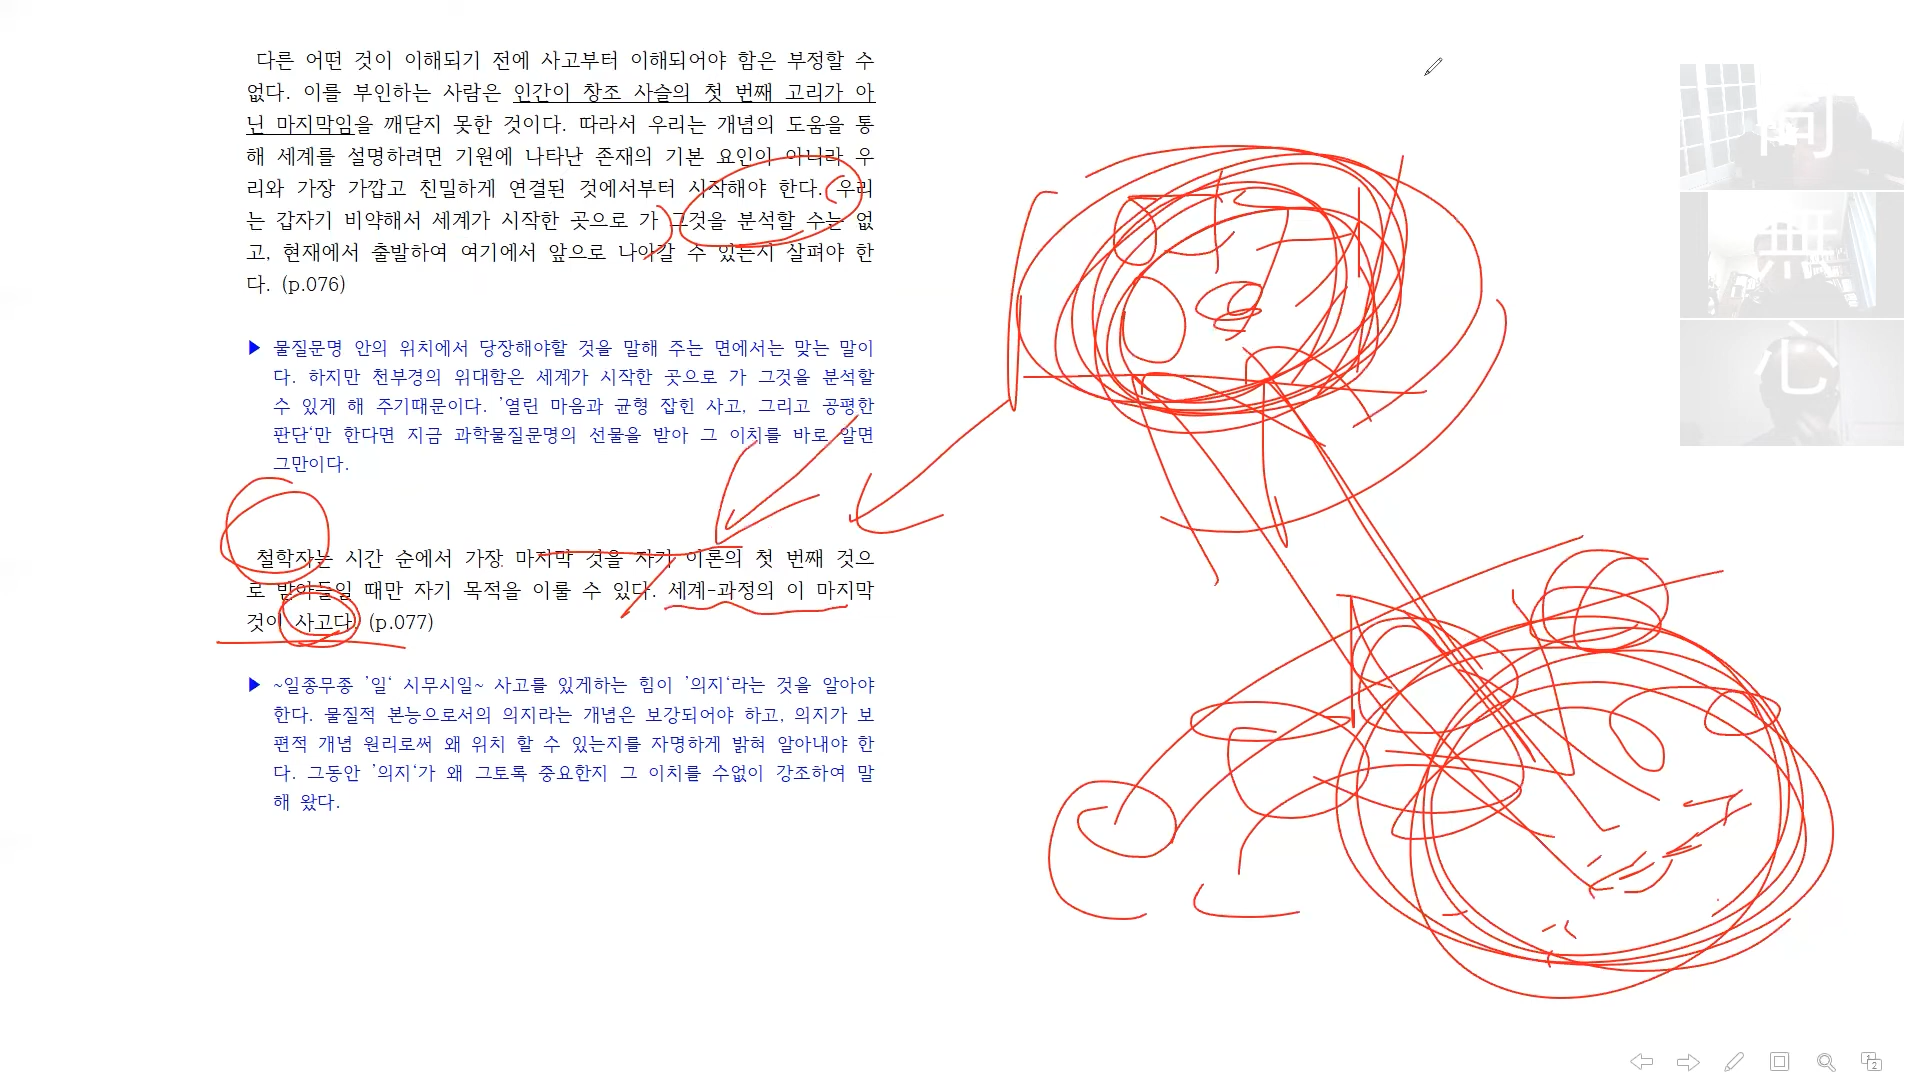 다른 어떤 것이 이해되기 전에 사고부터 이해되어야 함은 부정할 수
없다. 이를 부인하는 사람은 인간이 창조 사슬의 첫 번째 고리가 아
닌 마지막임을 깨닫지 못한 것이다. 따라서 우리는 개념의 도움을 통
해 세계를 설명하려면 기원에 나타난 존재의 기본 요인이 아니라 우
리와 가장 가깝고 친밀하게 연결된 것에서부터 시작해야 한다. 우리
는 갑자기 비약해서 세계가 시작한 곳으로 가 그것을 분석할 수는 없
고, 현재에서 출발하여 여기에서 앞으로 나아갈 수 있는지 살펴야 한
다. (p.076)
▶ 물질문명 안의 위치에서 당장해야할 것을 말해 주는 면에서는 맞는 말이
다. 하지만 천부경의 위대함은 세계가 시작한 곳으로 가 그것을 분석할
수 있게 해 주기때문이다. '열린 마음과 균형 잡힌 사고, 그리고 공평한
판단'만 한다면 지금 과학물질문명의 선물을 받아 그 이치를 바로 알면
그만이다.
철학자는 시간 순에서 가장 마지막 것을 자기 이론의 첫 번째 것으
로 받아들일 때만 자기 목적을 이룰 수 있다. 세계-과정의 이 마지막
것이 사고다. (p.077)
▶ ~일종무종 '일' 시무시일~ 사고를 있게하는 힘이 '의지'라는 것을 알아야
한다. 물질적 본능으로서의 의지라는 개념은 보강되어야 하고, 의지가 보
편적 개념 원리로써 왜 위치 할 수 있는지를 자명하게 밝혀 알아내야 한
다. 그동안 '의지'가 왜 그토록 중요한지 그 이치를 수없이 강조하여 말
해 왔다.
問
無
心